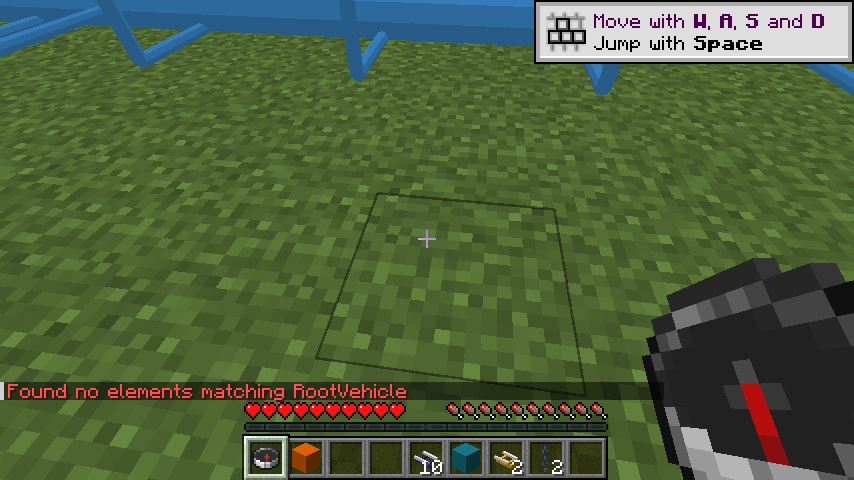 Move with W, A, S and D
Jump with Space
Found no elements matching RootVehicle
10
2
2